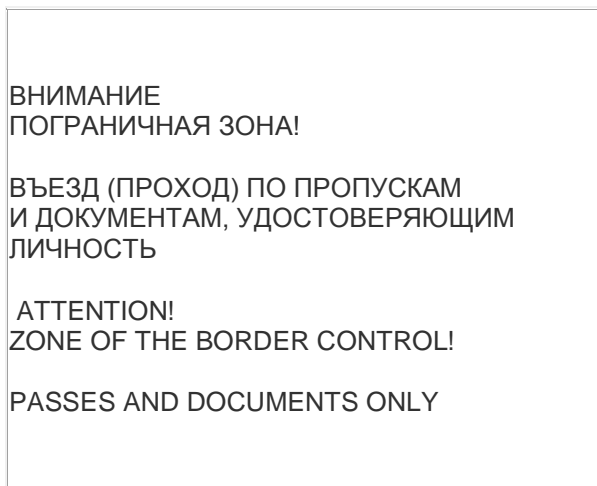 ВНИМАНИЕ
ПОГРАНИЧНАЯ ЗОНА!
ВЪЕЗД (ПРОХОД) ПО ПРОПУСКАМ
И ДОКУМЕНТАМ, УДОСТОВЕРЯЮЩИМ
ЛИЧНОСТЬ
ATTENTION!
ZONE OF THE BORDER CONTROL!
PASSES AND DOCUMENTS ONLY